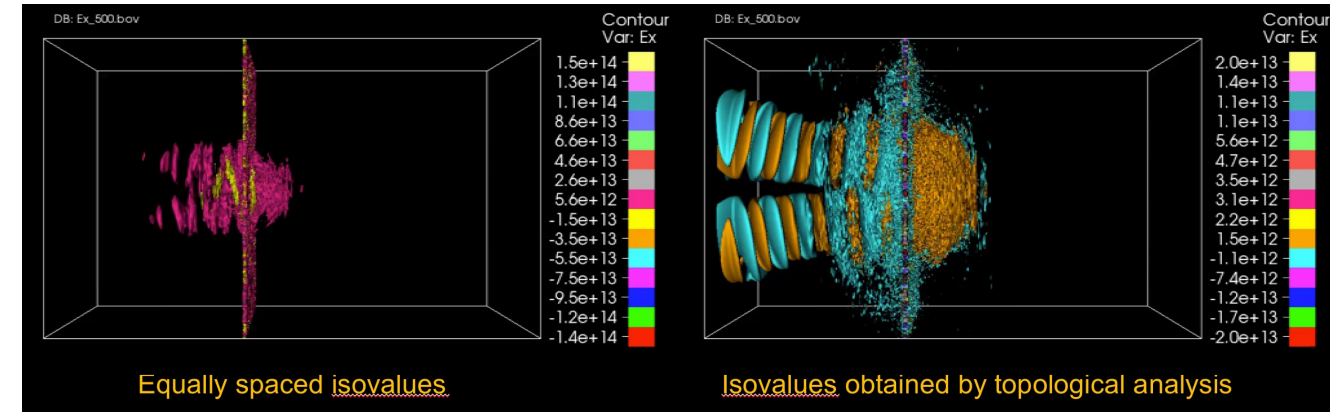 DB: Ex_500.bov
Contour
Var: Ex
1.5e+14
1.3e+14
1.1e+14
8.6e+13
6.6e+13
4.6e+13
2.6e+13
5.6e+12
-1.5e+13
-3.5e+13
-5.5e+13
-7.5e+13
-9.5e+13
-1.2e+14
-1.4e+14
Equally spaced isovalues
DB: Ex_500.bov
Contour
Var: Ex
2.0e+13
1.4e+13
1.1e+13
1.1e+13
5.6e+12
4.7e+12
3.5e+12
3.1e+12
2.2e+12
1.5e+12
-1.1e+12
-7.4e+12
-1.2e+13
-1.7e+13
-2.0e+13
Isovalues obtained by topological analysis